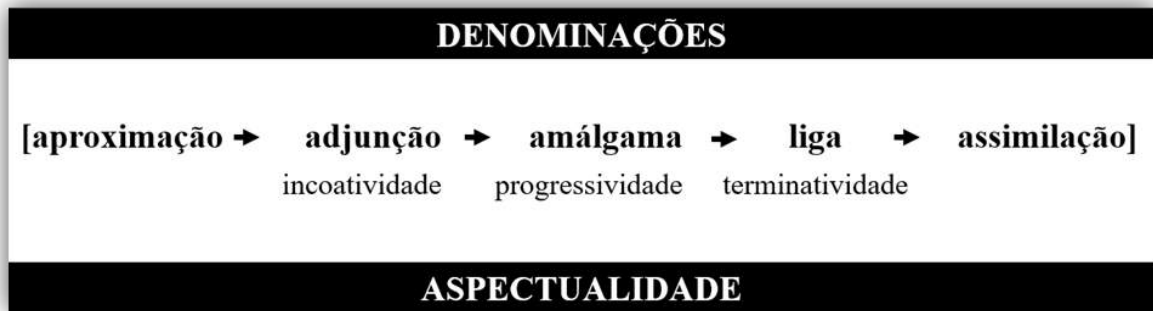 DENOMINAÇÕES
[aproximação → adjunção → amálgama → liga → assimilação]
incoatividade progressividade terminatividade
ASPECTUALIDADE